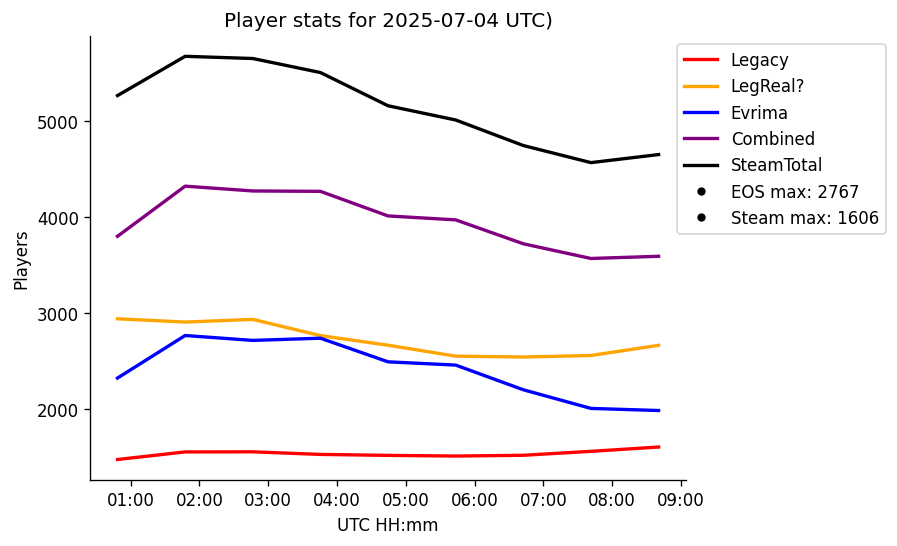 Player stats for 2025-07-04 UTC)
Legacy
LegReal?
Evrima
Combined
SteamTotal
EOS max: 2767
Steam max: 1606
Players
5000
4000
3000
2000
01:00 02:00 03:00 04:00 05:00 06:00 07:00 08:00 09:00
UTC HH:mm